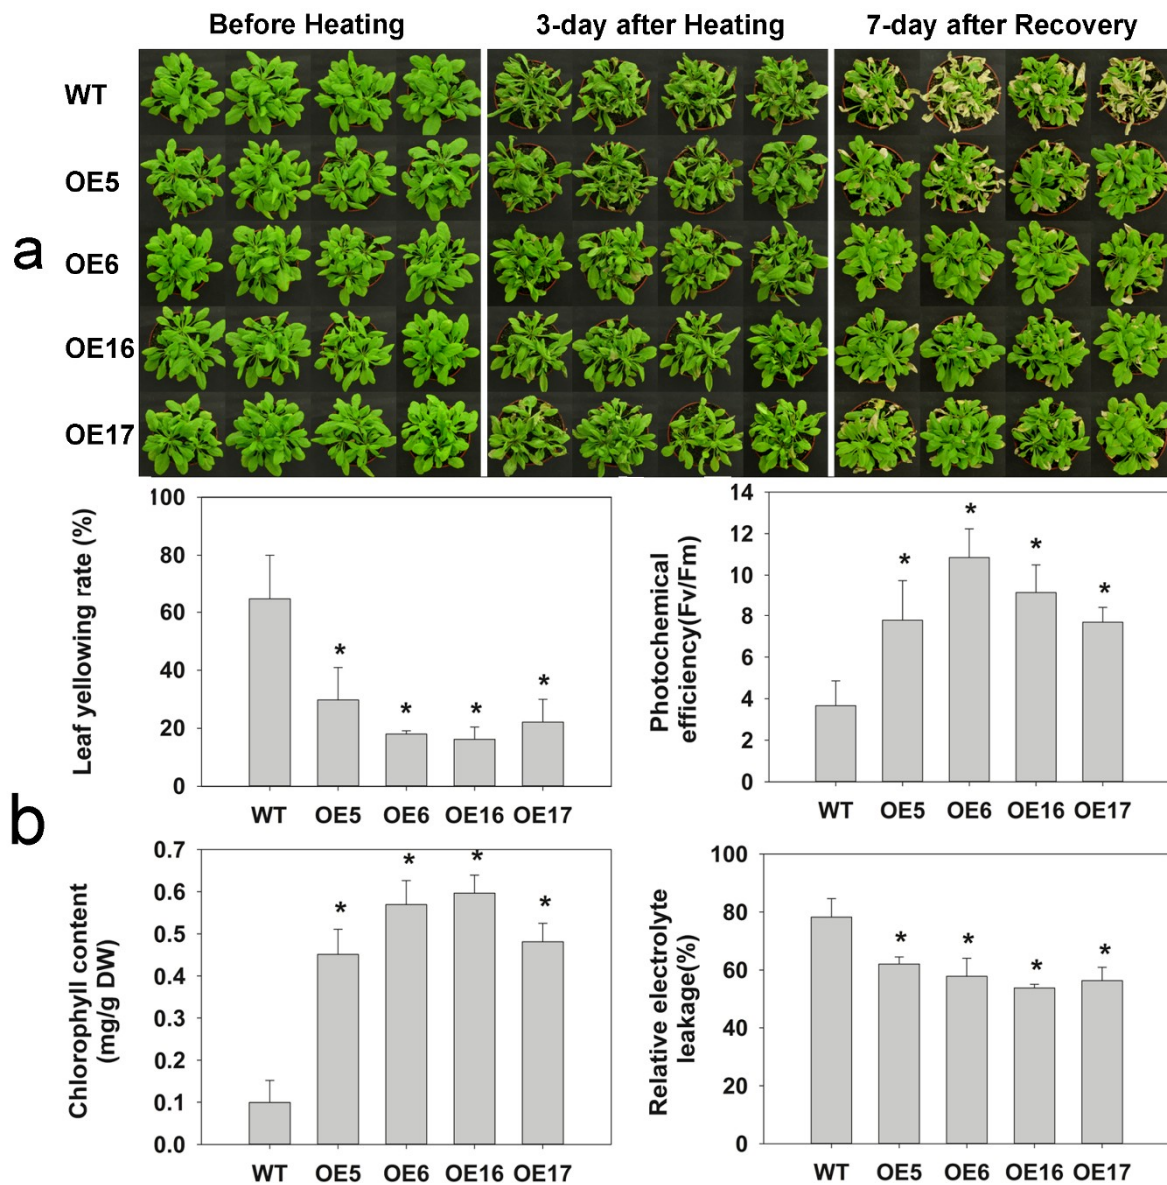 Before Heating
3-day after Heating
7-day after Recovery
WT
OE5
OE6
OE16
OE17
a
b
Leaf yellowing rate (%)
100
80
60
40
20
0
WT OE5 OE6 OE16 OE17
*
*
*
*
Photochemical
efficiency(Fv/Fm)
14
12
10
8
6
4
2
0
WT OE5 OE6 OE16 OE17
*
*
*
*
Chlorophyll content
(mg/g DW)
0.7
0.6
0.5
0.4
0.3
0.2
0.1
0.0
WT OE5 OE6 OE16 OE17
*
*
*
*
Relative electrolyte
leakage(%)
100
80
60
40
20
0
WT OE5 OE6 OE16 OE17
*
*
*
*